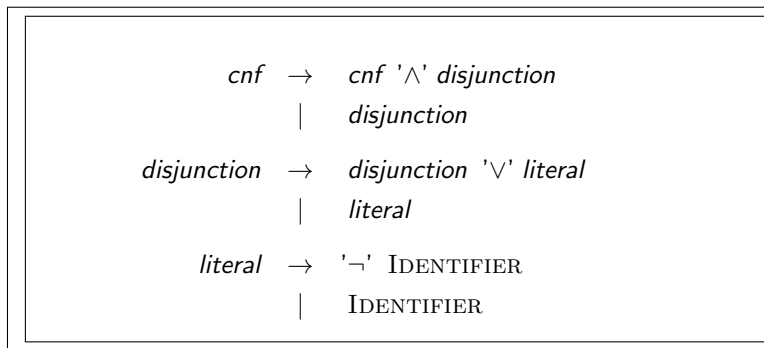 cnf → cnf '∧' disjunction
| disjunction
disjunction → disjunction '∨' literal
| literal
literal → '¬' IDENTIFIER
| IDENTIFIER